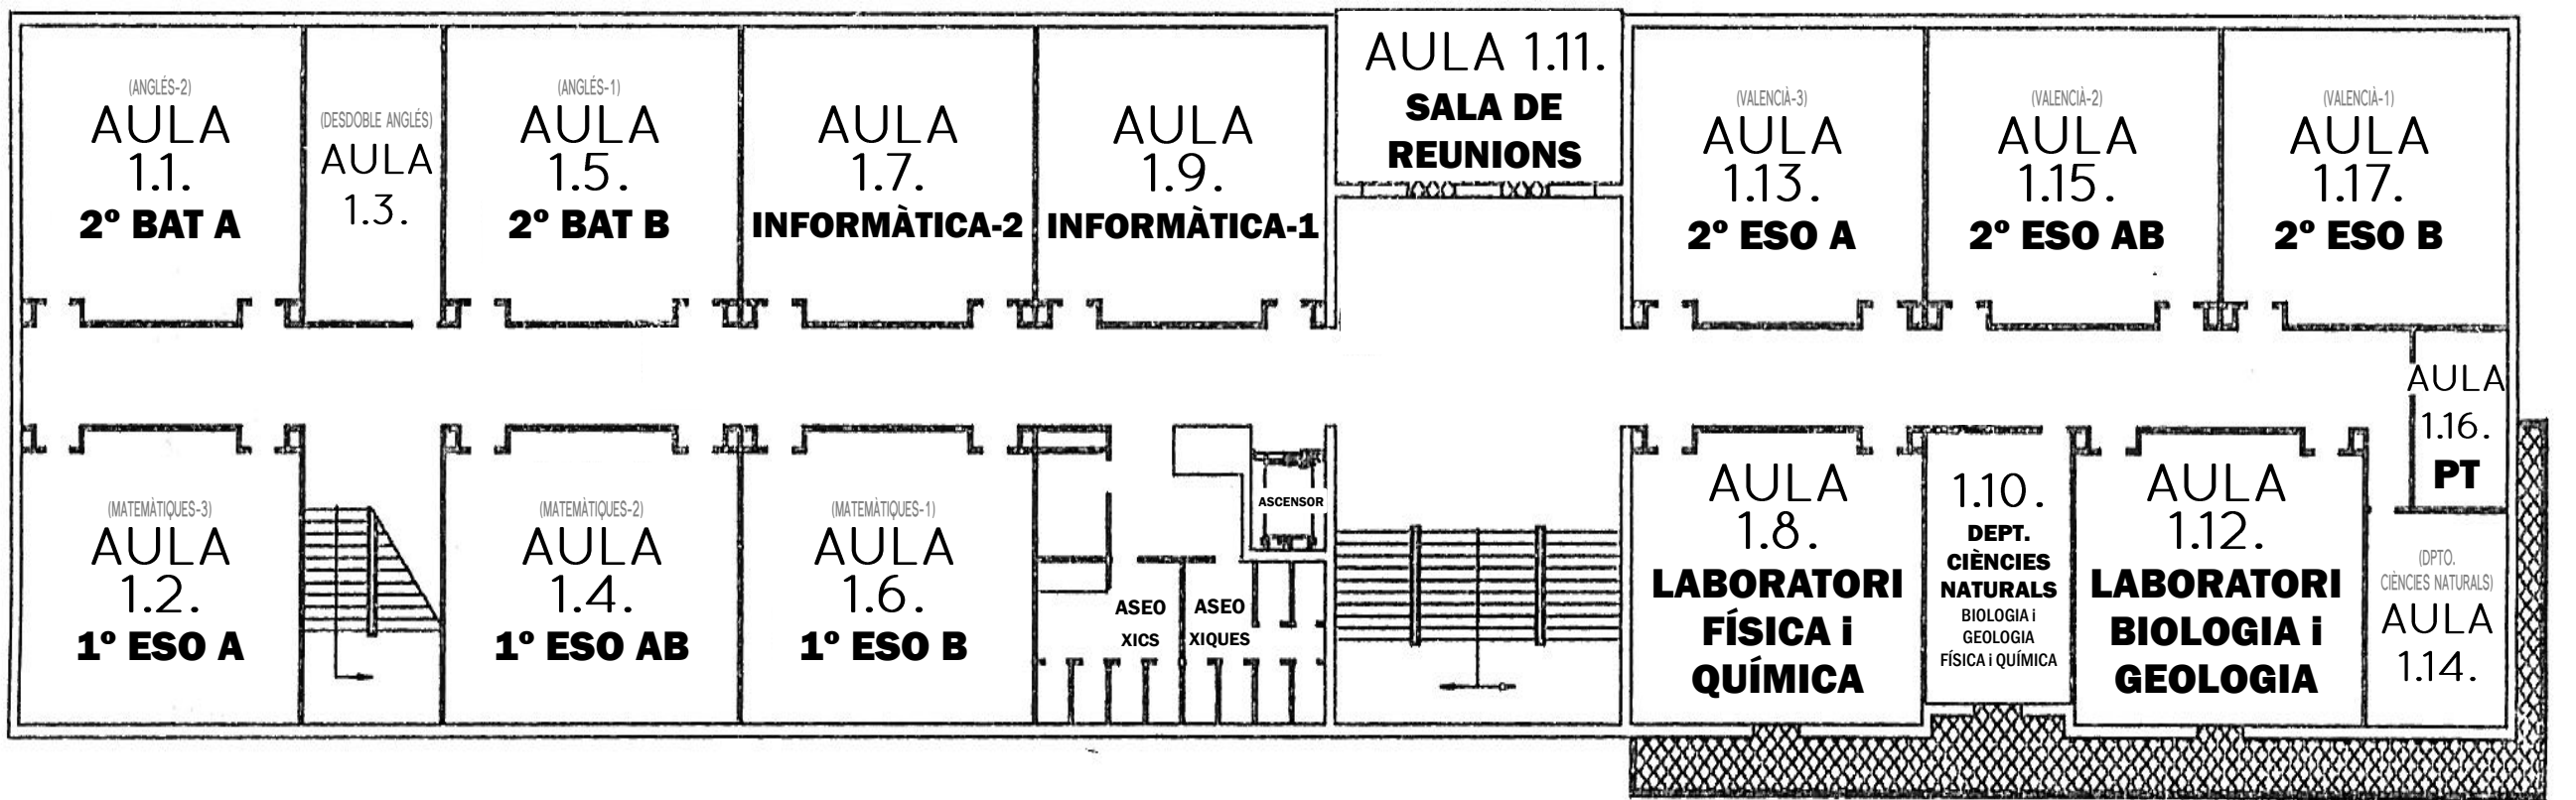 (ANGLÉS-2)
AULA
1.1.
2º BAT A
(DESDOBLE ANGLÉS)
AULA
1.3.
(ANGLÉS-1)
AULA
1.5.
2º BAT B
AULA
1.7.
INFORMÀTICA-2
AULA
1.9.
INFORMÀTICA-1
AULA 1.11.
SALA DE
REUNIONS
(VALENCIÀ-3)
AULA
1.13.
2º ESO A
(VALENCIÀ-2)
AULA
1.15.
2º ESO AB
(VALENCIÀ-1)
AULA
1.17.
2º ESO B
(MATEMÀTIQUES-3)
AULA
1.2.
1º ESO A
(MATEMÀTIQUES-2)
AULA
1.4.
1º ESO AB
(MATEMÀTIQUES-1)
AULA
1.6.
1º ESO B
ASEO
XICS
ASEO
XIQUES
ASCENSOR
AULA
1.8.
LABORATORI
FÍSICA i
QUÍMICA
1.10.
DEPT.
CIÈNCIES
NATURALS
BIOLOGIA i
GEOLOGIA
FÍSICA i QUÍMICA
AULA
1.12.
LABORATORI
BIOLOGIA i
GEOLOGIA
AULA
1.16.
PT
(DPTO.
CIÈNCIES NATURALS)
AULA
1.14.